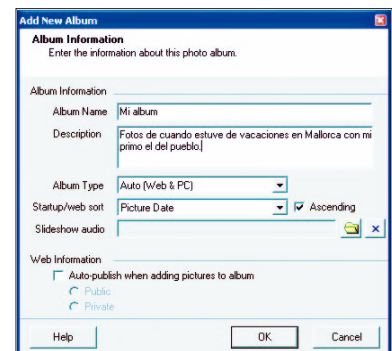 Add New Album
Album Information
Enter the information about this photo album.
Album Information
Album Name Mi album
Description Fotos de cuando estuve de vacaciones en Mallorca con mi
primo el del pueblo.
Album Type Auto (Web & PC)
Startup/web sort Picture Date Ascending
Slideshow audio
Web Information
Auto-publish when adding pictures to album
Public
Private
Help OK Cancel